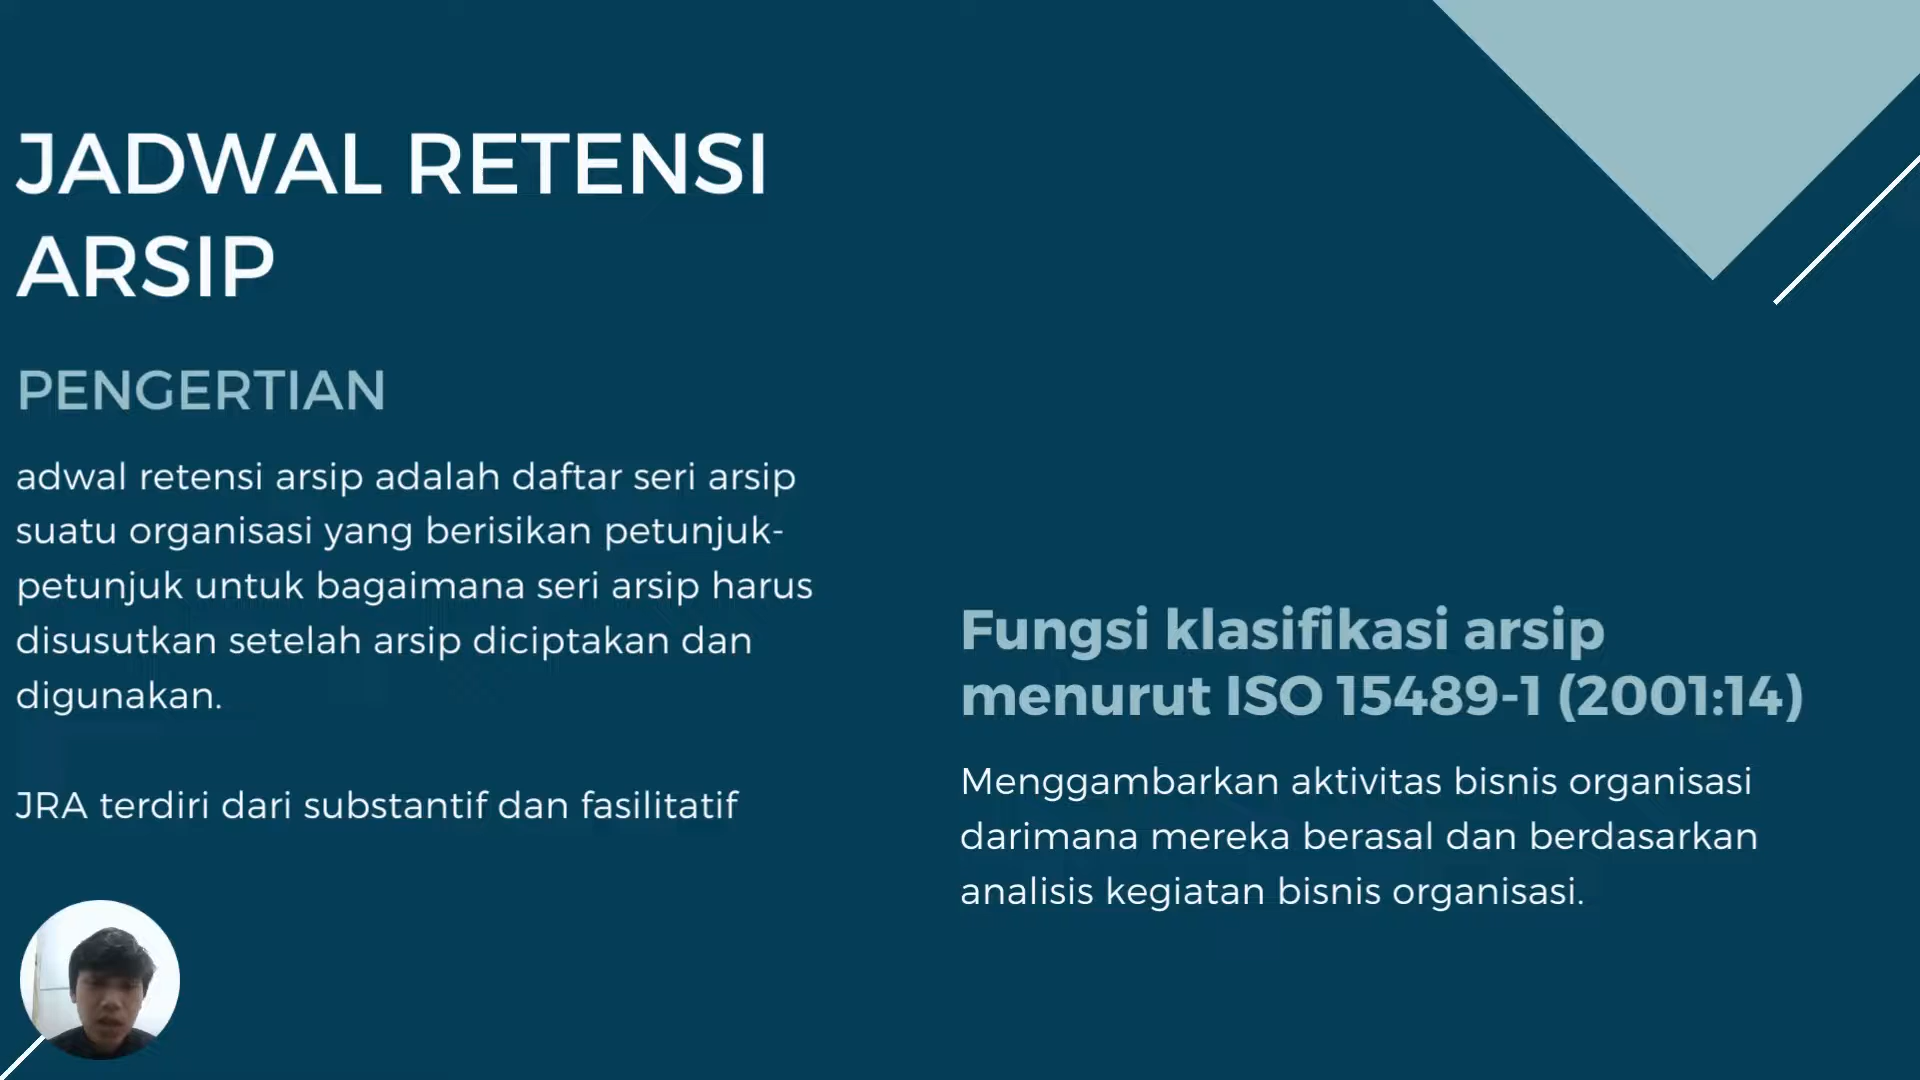 JADWAL RETENSI
ARSIP
PENGERTIAN
adwal retensi arsip adalah daftar seri arsip
suatu organisasi yang berisikan petunjuk-
petunjuk untuk bagaimana seri arsip harus
disusutkan setelah arsip diciptakan dan
digunakan.
JRA terdiri dari substantif dan fasilitatif
Fungsi klasifikasi arsip
menurut ISO 15489-1 (2001:14)
Menggambarkan aktivitas bisnis organisasi
darimana mereka berasal dan berdasarkan
analisis kegiatan bisnis organisasi.